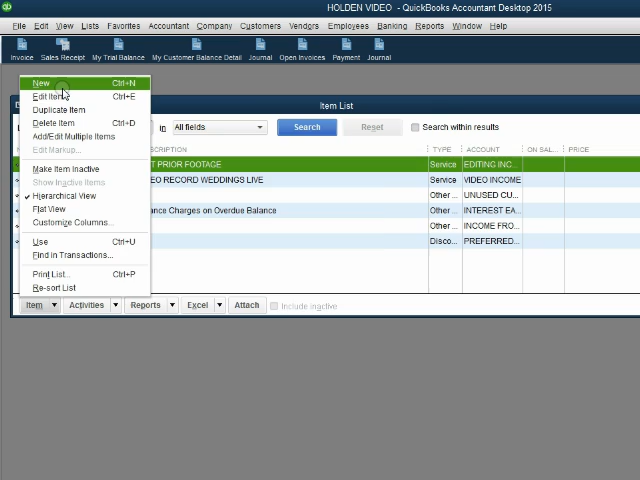 HOLDEN VIDEO - QuickBooks Accountant Desktop 2015
File Edit View Lists Favorites Accountant Company Customers Vendors Employees Banking Reports Window Help
Invoice Sales Receipt My Trial Balance My Customer Balance Detail Journal Open Invoices Payment Journal
New Ctrl+N
Edit Item Ctrl+E
Item List
Duplicate Item
Delete Item Ctrl+D
in All fields Search Reset Search within results
Add/Edit Multiple Items
Edit Markup...
TYPE ACCOUNT ON SAL... PRICE
T PRIOR FOOTAGE Service EDITING INC...
Make Item Inactive
Show Inactive Items
EO RECORD WEDDINGS LIVE Service VIDEO INCOME
Hierarchical View
Other ... UNUSED CU...
Flat View
ance Charges on Overdue Balance Other ... INTEREST EA...
Customize Columns...
Other ... INCOME FRO...
Use Ctrl+U
Disco... PREFERRED...
Find in Transactions...
Print List... Ctrl+P
Re-sort List
Item Activities Reports Excel Attach Include inactive